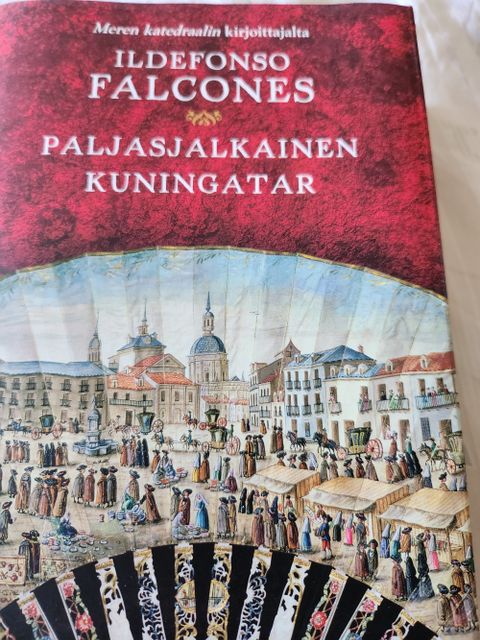 Meren katedraalin kirjoittajalta
ILDEFONSO
FALCONES
PALJASJALKAINEN
KUNINGATAR